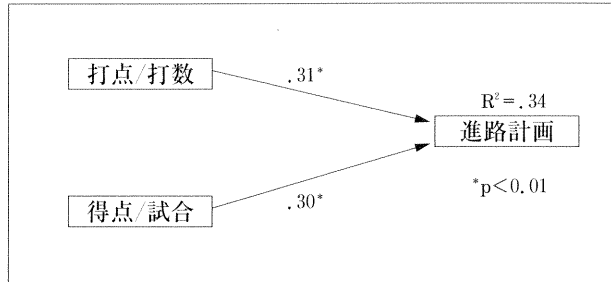 打点/打数
.31*
R²=.34
進路計画
*p<0.01
得点/試合
.30*